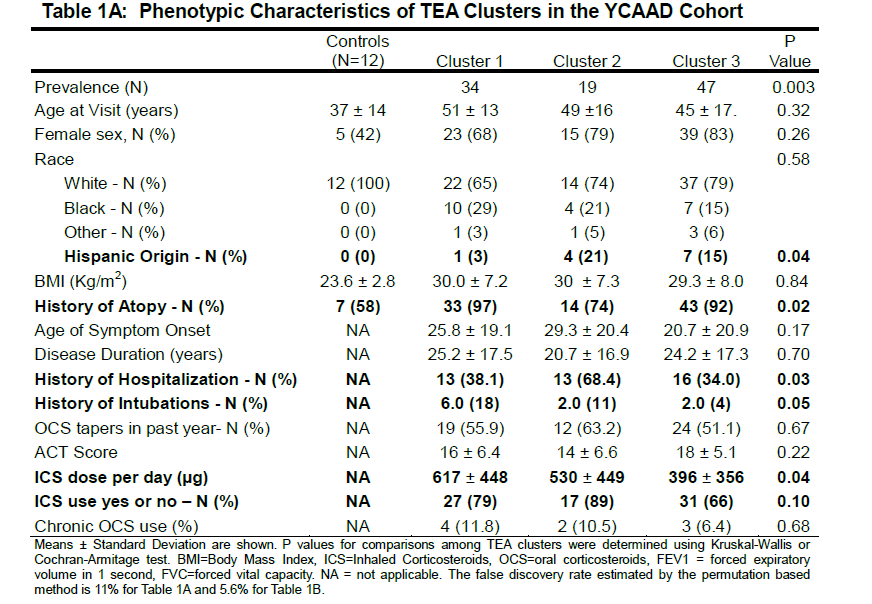 Table 1A: Phenotypic Characteristics of TEA Clusters in the YCAAD Cohort
Controls (N=12) Cluster 1 Cluster 2 Cluster 3 P Value
Prevalence (N) 34 19 47 0.003
Age at Visit (years) 37 ± 14 51 ± 13 49 ±16 45 ± 17. 0.32
Female sex, N (%) 5 (42) 23 (68) 15 (79) 39 (83) 0.26
Race 0.58
White - N (%) 12 (100) 22 (65) 14 (74) 37 (79)
Black - N (%) 0 (0) 10 (29) 4 (21) 7 (15)
Other - N (%) 0 (0) 1 (3) 1 (5) 3 (6)
Hispanic Origin - N (%) 0 (0) 1 (3) 4 (21) 7 (15) 0.04
BMI (Kg/m²) 23.6 ± 2.8 30.0 ± 7.2 30 ± 7.3 29.3 ± 8.0 0.84
History of Atopy - N (%) 7 (58) 33 (97) 14 (74) 43 (92) 0.02
Age of Symptom Onset NA 25.8 ± 19.1 29.3 ± 20.4 20.7 ± 20.9 0.17
Disease Duration (years) NA 25.2 ± 17.5 20.7 ± 16.9 24.2 ± 17.3 0.70
History of Hospitalization - N (%) NA 13 (38.1) 13 (68.4) 16 (34.0) 0.03
History of Intubations - N (%) NA 6.0 (18) 2.0 (11) 2.0 (4) 0.05
OCS tapers in past year- N (%) NA 19 (55.9) 12 (63.2) 24 (51.1) 0.67
ACT Score NA 16 ± 6.4 14 ± 6.6 18 ± 5.1 0.22
ICS dose per day (µg) NA 617 ± 448 530 ± 449 396 ± 356 0.04
ICS use yes or no – N (%) NA 27 (79) 17 (89) 31 (66) 0.10
Chronic OCS use (%) NA 4 (11.8) 2 (10.5) 3 (6.4) 0.68
Means ± Standard Deviation are shown. P values for comparisons among TEA clusters were determined using Kruskal-Wallis or
Cochran-Armitage test. BMI=Body Mass Index, ICS=Inhaled Corticosteroids, OCS=oral corticosteroids, FEV1 = forced expiratory
volume in 1 second, FVC=forced vital capacity. NA = not applicable. The false discovery rate estimated by the permutation based
method is 11% for Table 1A and 5.6% for Table 1B.